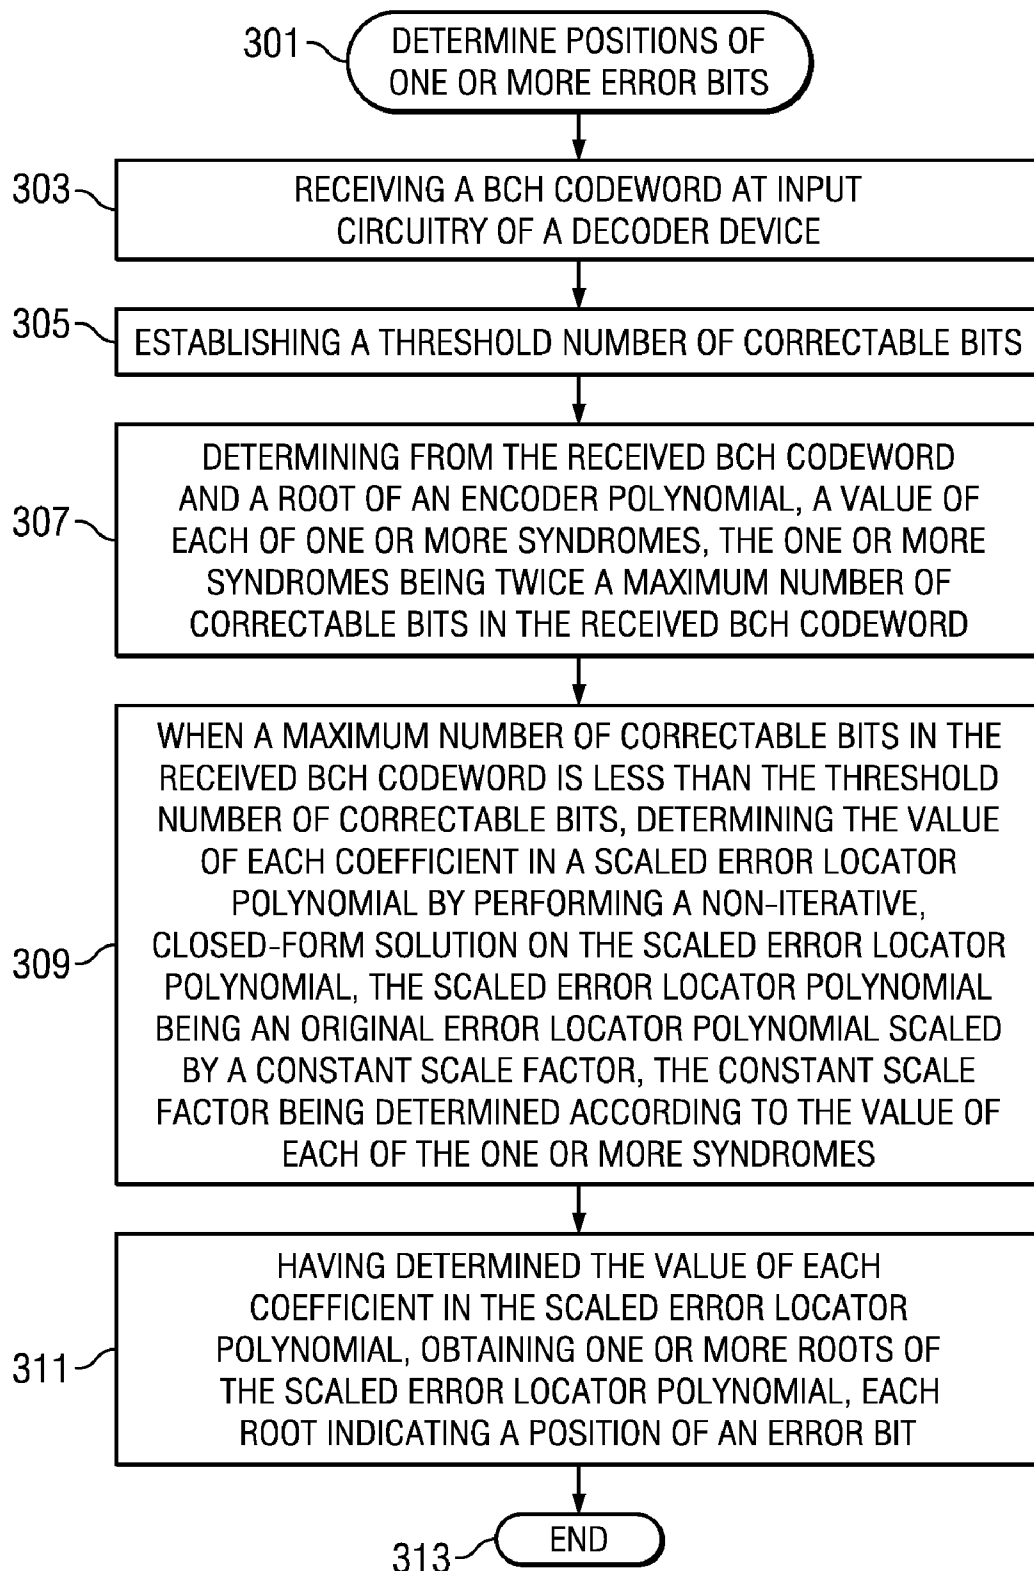 301
DETERMINE POSITIONS OF
ONE OR MORE ERROR BITS
303
RECEIVING A BCH CODEWORD AT INPUT
CIRCUITRY OF A DECODER DEVICE
305
ESTABLISHING A THRESHOLD NUMBER OF CORRECTABLE BITS
307
DETERMINING FROM THE RECEIVED BCH CODEWORD
AND A ROOT OF AN ENCODER POLYNOMIAL, A VALUE OF
EACH OF ONE OR MORE SYNDROMES, THE ONE OR MORE
SYNDROMES BEING TWICE A MAXIMUM NUMBER OF
CORRECTABLE BITS IN THE RECEIVED BCH CODEWORD
309
WHEN A MAXIMUM NUMBER OF CORRECTABLE BITS IN THE
RECEIVED BCH CODEWORD IS LESS THAN THE THRESHOLD
NUMBER OF CORRECTABLE BITS, DETERMINING THE VALUE
OF EACH COEFFICIENT IN A SCALED ERROR LOCATOR
POLYNOMIAL BY PERFORMING A NON-ITERATIVE,
CLOSED-FORM SOLUTION ON THE SCALED ERROR LOCATOR
POLYNOMIAL, THE SCALED ERROR LOCATOR POLYNOMIAL
BEING AN ORIGINAL ERROR LOCATOR POLYNOMIAL SCALED
BY A CONSTANT SCALE FACTOR, THE CONSTANT SCALE
FACTOR BEING DETERMINED ACCORDING TO THE VALUE OF
EACH OF THE ONE OR MORE SYNDROMES
311
HAVING DETERMINED THE VALUE OF EACH
COEFFICIENT IN THE SCALED ERROR LOCATOR
POLYNOMIAL, OBTAINING ONE OR MORE ROOTS OF
THE SCALED ERROR LOCATOR POLYNOMIAL, EACH
ROOT INDICATING A POSITION OF AN ERROR BIT
313
END